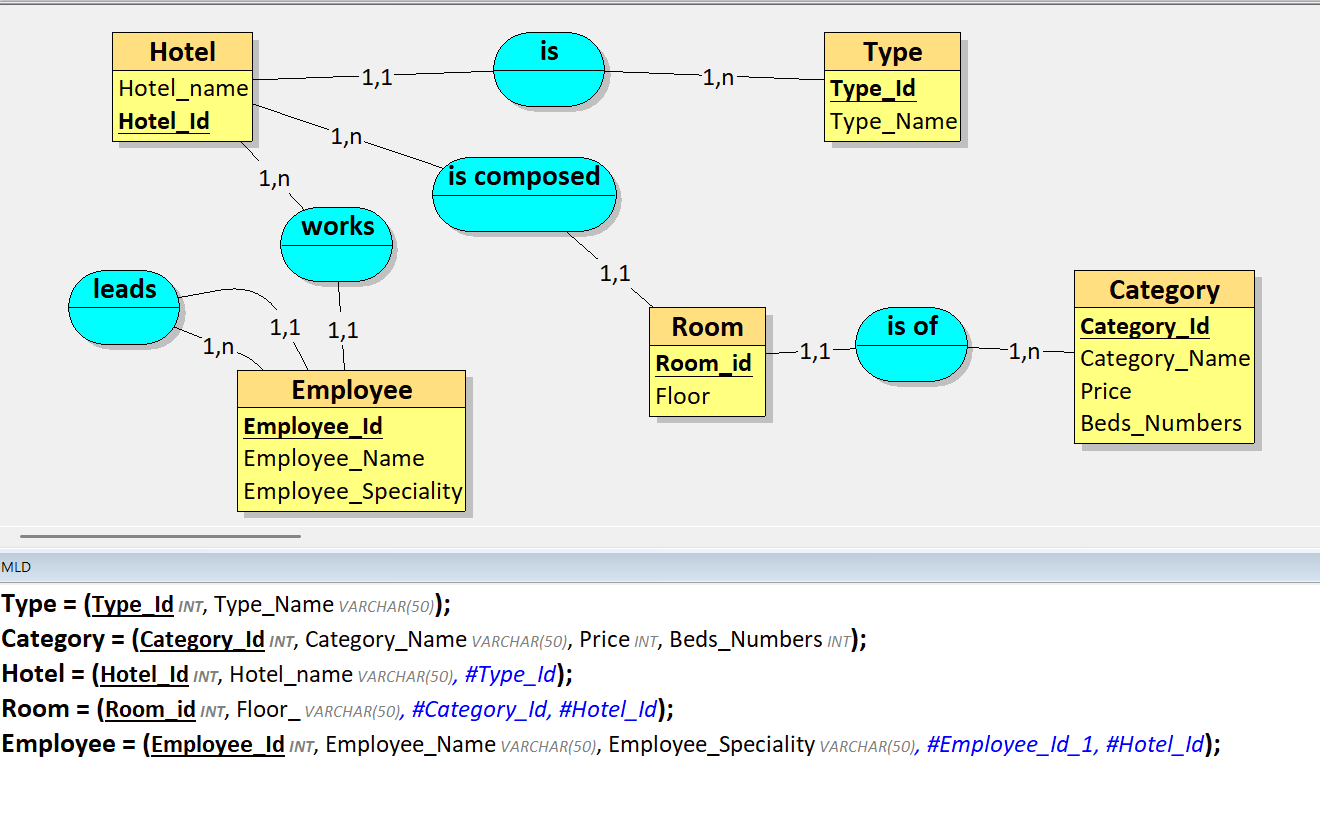 Hotel
Hotel_name
Hotel_Id
1,1
is
1,n
Type
Type_Id
Type_Name
1,n
is composed
1,1
1,n
works
1,1
leads
1,1
1,n
Employee
Employee_Id
Employee_Name
Employee_Speciality
Room
Room_id
Floor
1,1
is of
1,n
Category
Category_Id
Category_Name
Price
Beds_Numbers
MLD
Type = (Type_Id INT, Type_Name VARCHAR(50));
Category = (Category_Id INT, Category_Name VARCHAR(50), Price INT, Beds_Numbers INT);
Hotel = (Hotel_Id INT, Hotel_name VARCHAR(50), #Type_Id);
Room = (Room_id INT, Floor_ VARCHAR(50), #Category_Id, #Hotel_Id);
Employee = (Employee_Id INT, Employee_Name VARCHAR(50), Employee_Speciality VARCHAR(50), #Employee_Id_1, #Hotel_Id);